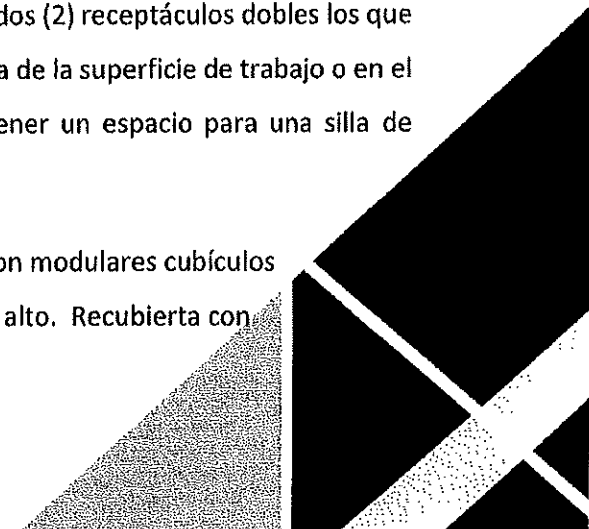 dos (2) receptáculos dobles los que
a de la superficie de trabajo o en el
ener un espacio para una silla de
on modulares cubículos
alto. Recubierta con